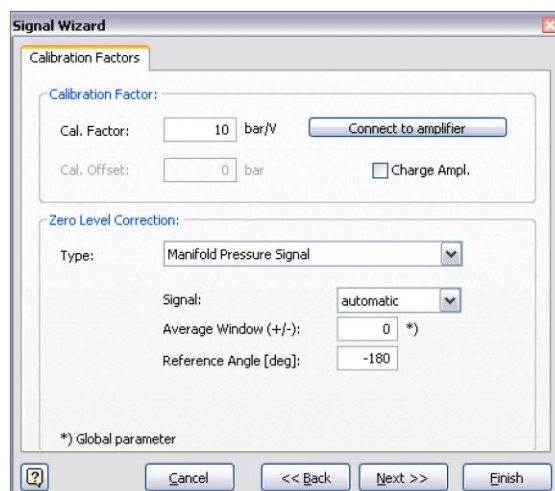 Signal Wizard
Calibration Factors
Calibration Factor:
Cal. Factor: 10 bar/V Connect to amplifier
Cal. Offset: 0 bar Charge Ampl.
Zero Level Correction:
Type: Manifold Pressure Signal
Signal: automatic
Average Window (+/-): 0 *)
Reference Angle [deg]: -180
*) Global parameter
? Cancel << Back Next >> Finish